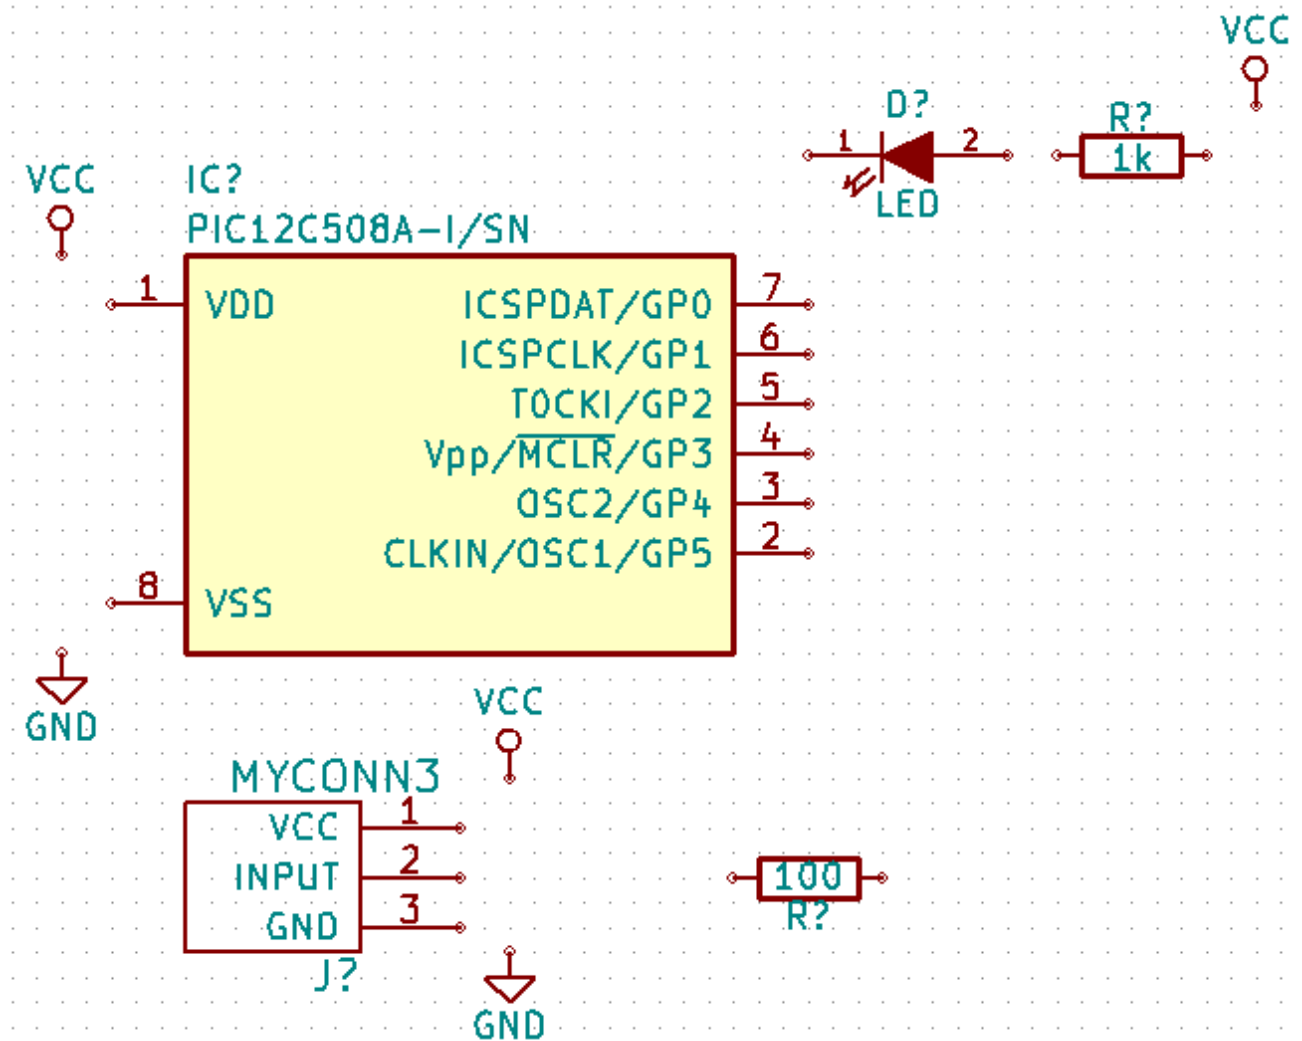 VCC
D?
1
2
LED
R?
1k
VCC
IC?
PIC12C508A-I/SN
1
VDD
ICSPDAT/GP0
7
ICSPCLK/GP1
6
T0CKI/GP2
5
Vpp/MCLR/GP3
4
OSC2/GP4
3
CLKIN/OSC1/GP5
2
8
VSS
GND
VCC
MYCONN3
VCC
1
INPUT
2
GND
3
J?
100
R?
GND